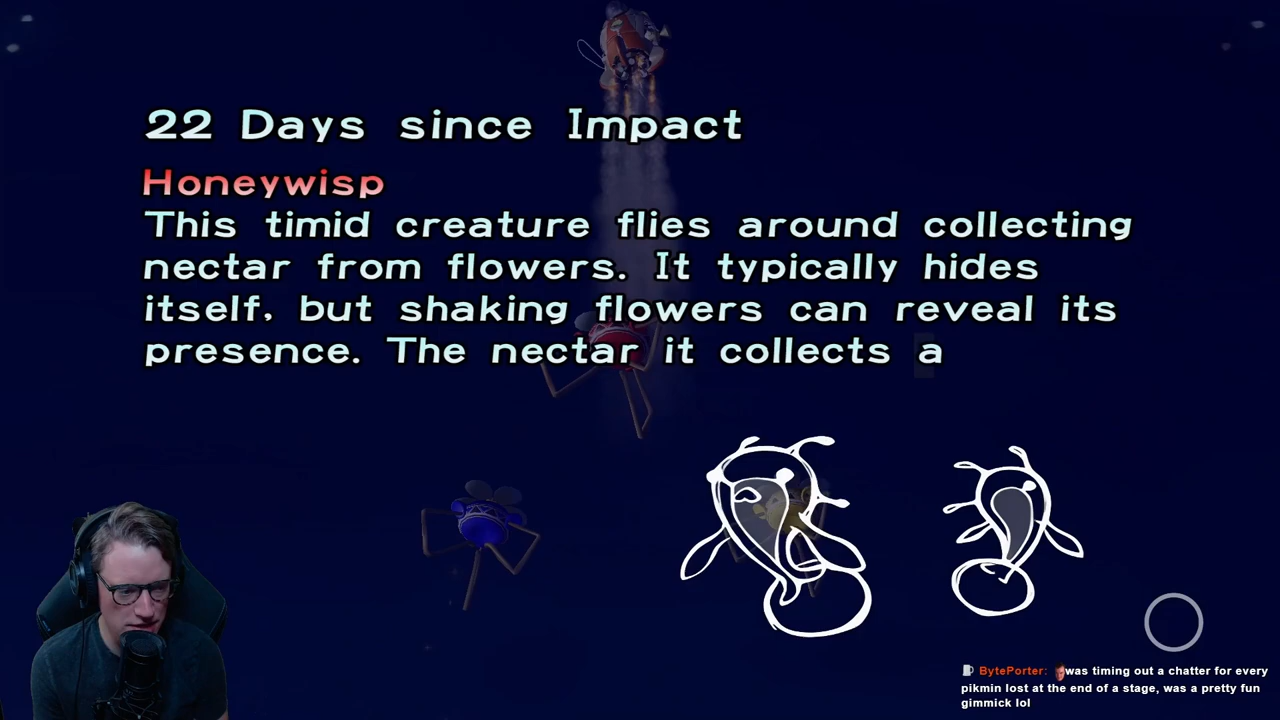 22 Days since Impact
Honeywisp
This timid creature flies around collecting
nectar from flowers. It typically hides
itself, but shaking flowers can reveal its
presence. The nectar it collects a
BytePorter: was timing out a chatter for every
pikmin lost at the end of a stage, was a pretty fun
gimmick lol